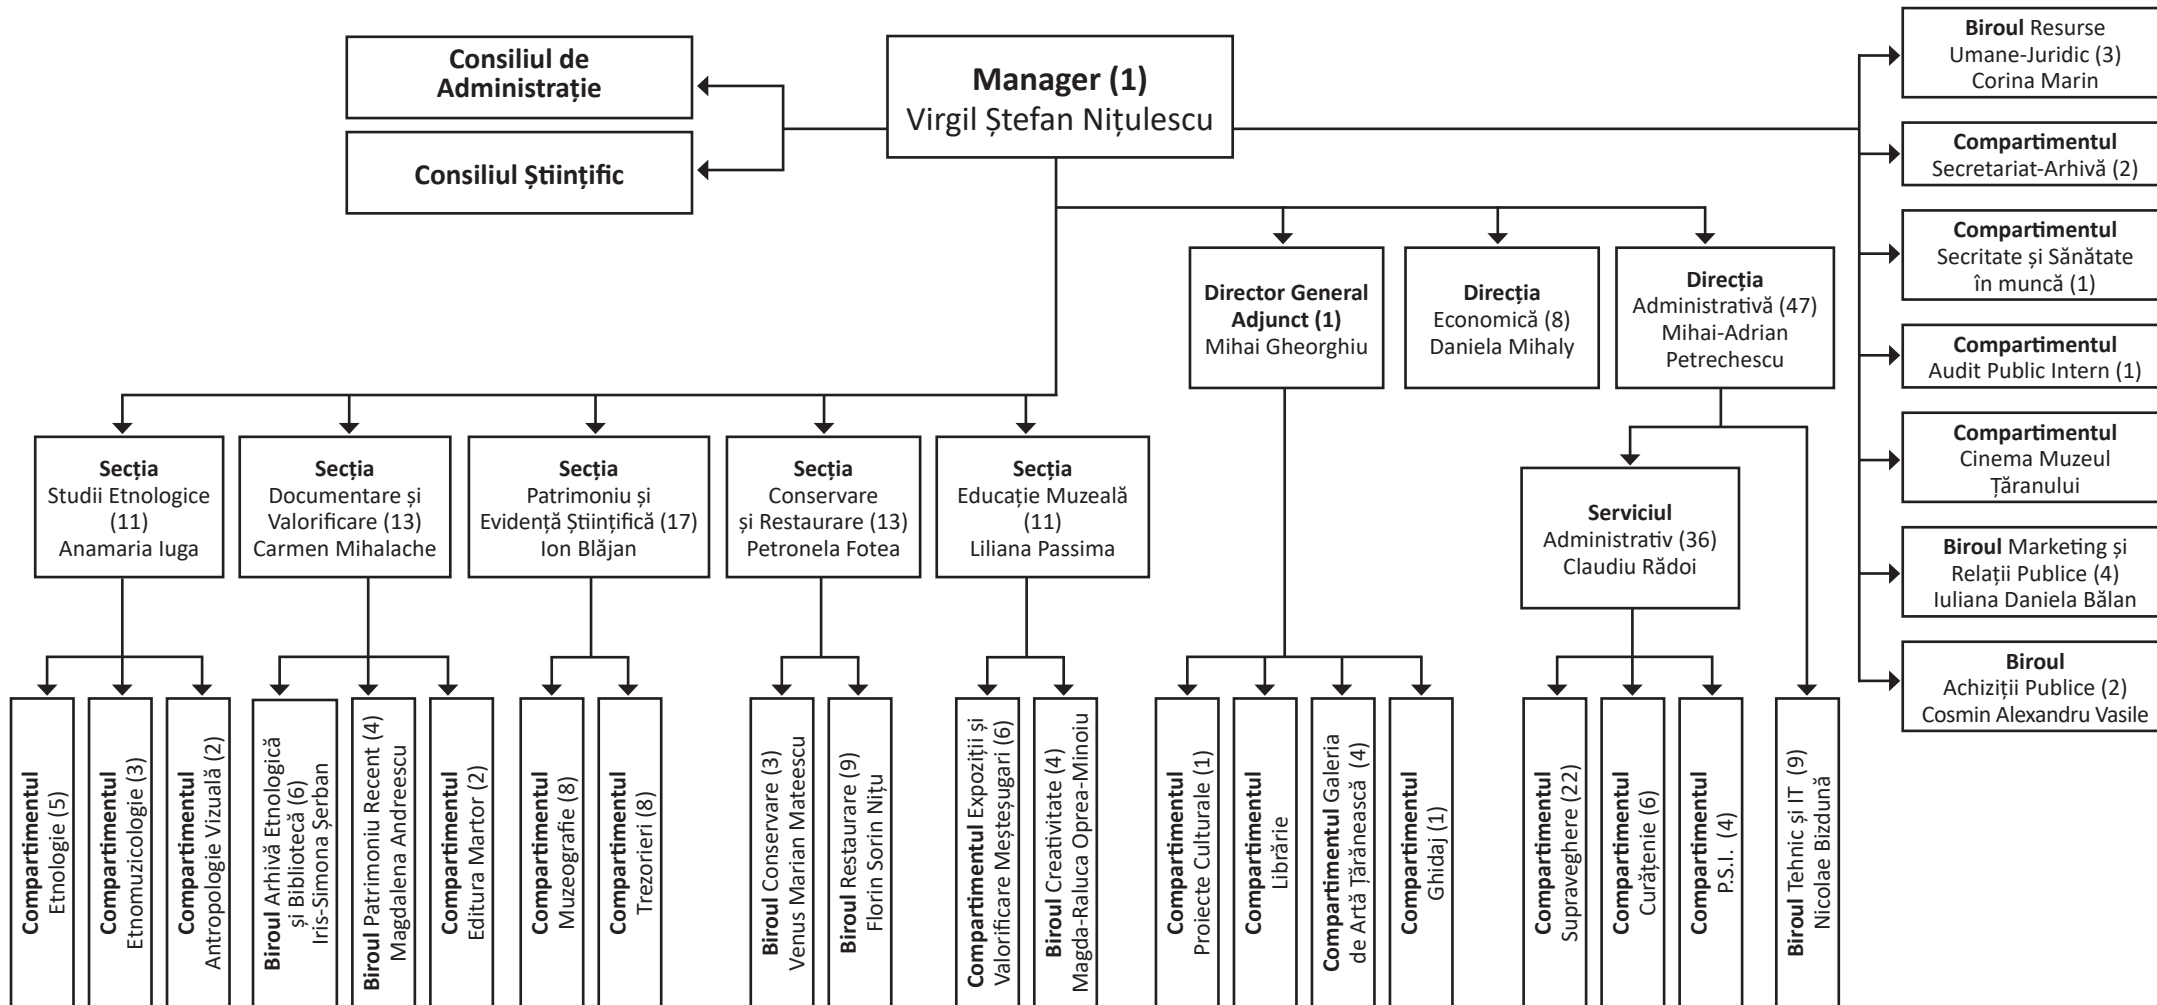 Consiliul de
Administrație
Consiliul Științific
Manager (1)
Virgil Ștefan Nițulescu
Biroul Resurse
Umane-Juridic (3)
Corina Marin
Compartimentul
Secretariat-Arhivă (2)
Compartimentul
Secritate și Sănătate
în muncă (1)
Compartimentul
Audit Public Intern (1)
Compartimentul
Cinema Muzeul
Țăranului
Biroul Marketing și
Relații Publice (4)
Iuliana Daniela Bălan
Biroul
Achiziții Publice (2)
Cosmin Alexandru Vasile
Director General
Adjunct (1)
Mihai Gheorghiu
Direcția
Economică (8)
Daniela Mihaly
Direcția
Administrativă (47)
Mihai-Adrian
Petrechescu
Secția
Studii Etnologice
(11)
Anamaria Iuga
Secția
Documentare și
Valorificare (13)
Carmen Mihalache
Secția
Patrimoniu și
Evidență Științifică (17)
Ion Blăjan
Secția
Conservare
și Restaurare (13)
Petronela Fotea
Secția
Educație Muzeală
(11)
Liliana Passima
Serviciul
Administrativ (36)
Claudiu Rădoi
Compartimentul
Etnologie (5)
Compartimentul
Etnomuzicologie (3)
Compartimentul
Antropologie Vizuală (2)
Biroul Arhivă Etnologică
și Bibliotecă (6)
Iris-Simona Șerban
Biroul Patrimoniu Recent (4)
Magdalena Andreescu
Compartimentul
Editura Martor (2)
Compartimentul
Muzeografie (8)
Compartimentul
Trezorieri (8)
Biroul Conservare (3)
Venus Marian Mateescu
Biroul Restaurare (9)
Florin Sorin Nițu
Compartimentul Expoziții și
Valorificare Meșteșugari (6)
Biroul Creativitate (4)
Magda-Raluca Oprea-Minoiu
Compartimentul
Proiecte Culturale (1)
Compartimentul
Librărie
Compartimentul Galeria
de Artă Țărănească (4)
Compartimentul
Ghidaj (1)
Compartimentul
Supraveghere (22)
Compartimentul
Curățenie (6)
Compartimentul
P.S.I. (4)
Biroul Tehnic și IT (9)
Nicolae Bizdună